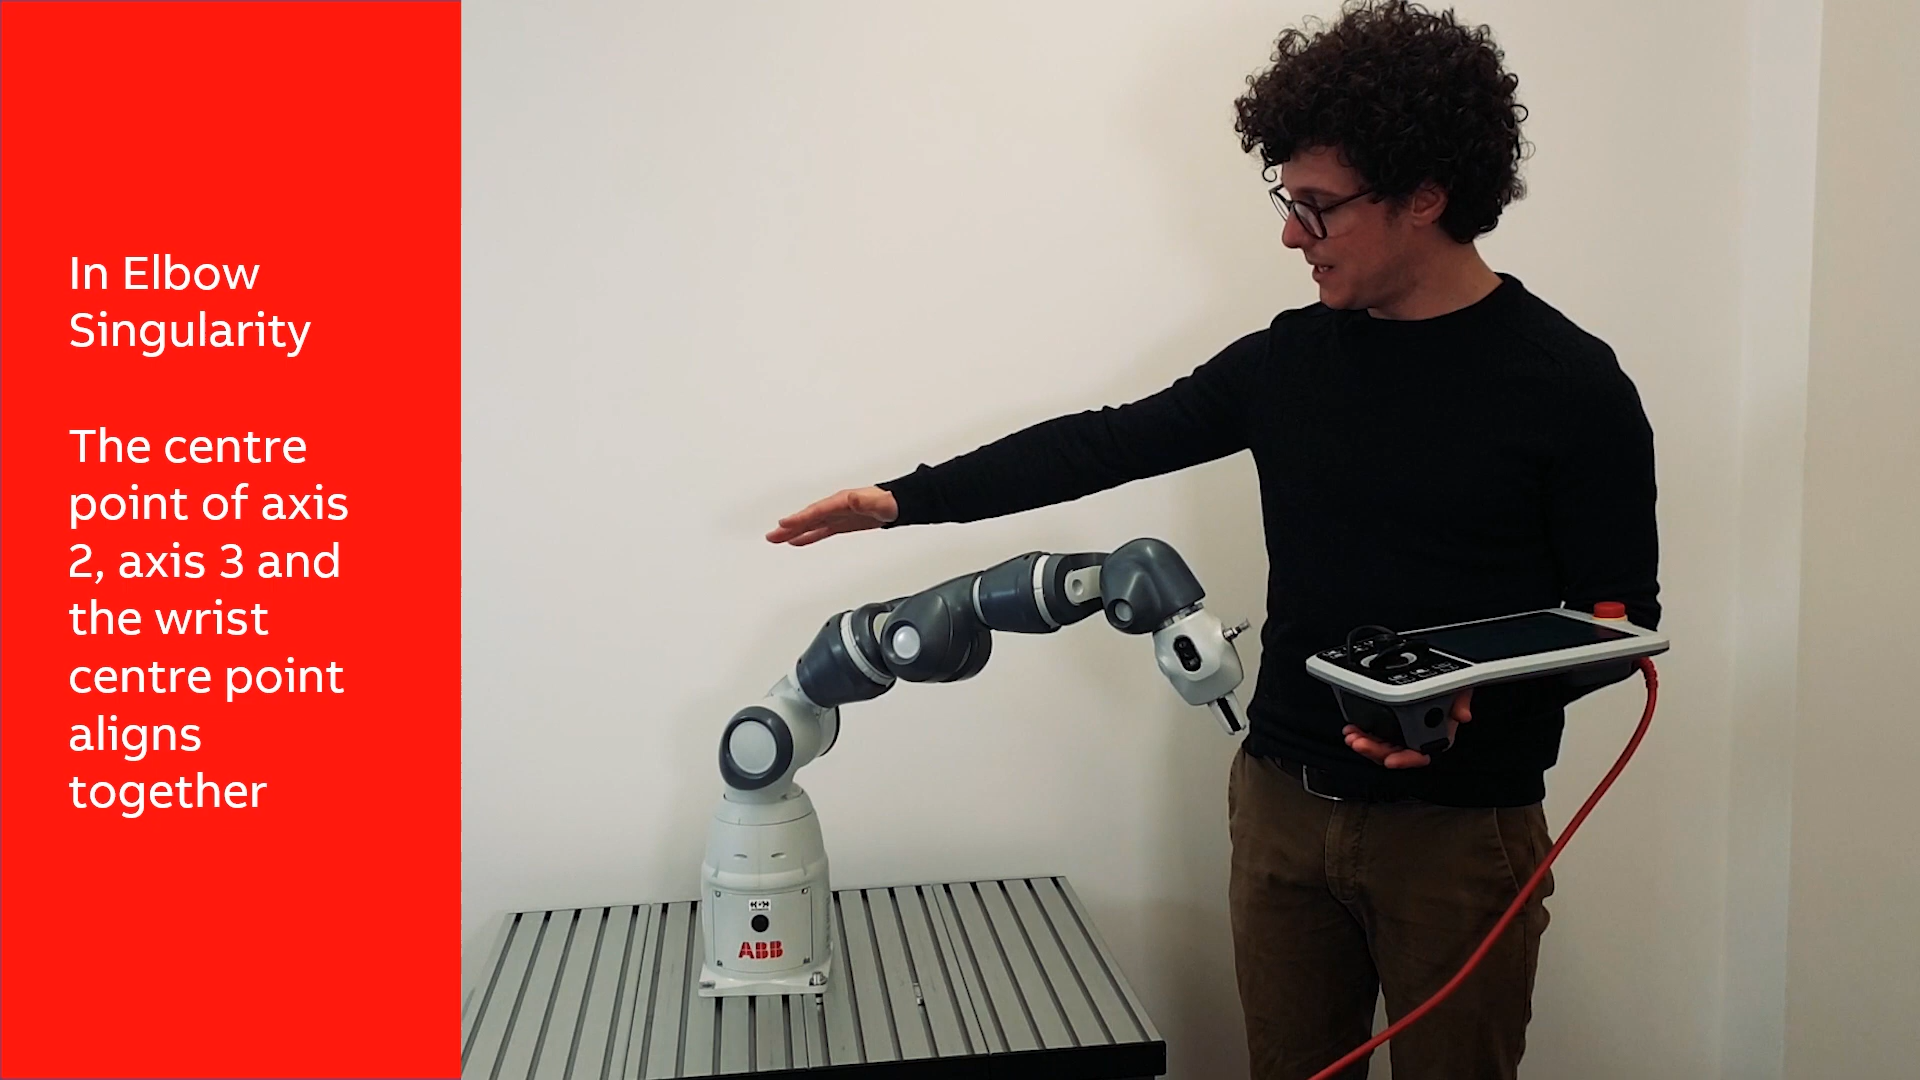 In Elbow
Singularity
The centre
point of axis
2, axis 3 and
the wrist
centre point
aligns
together
ABB